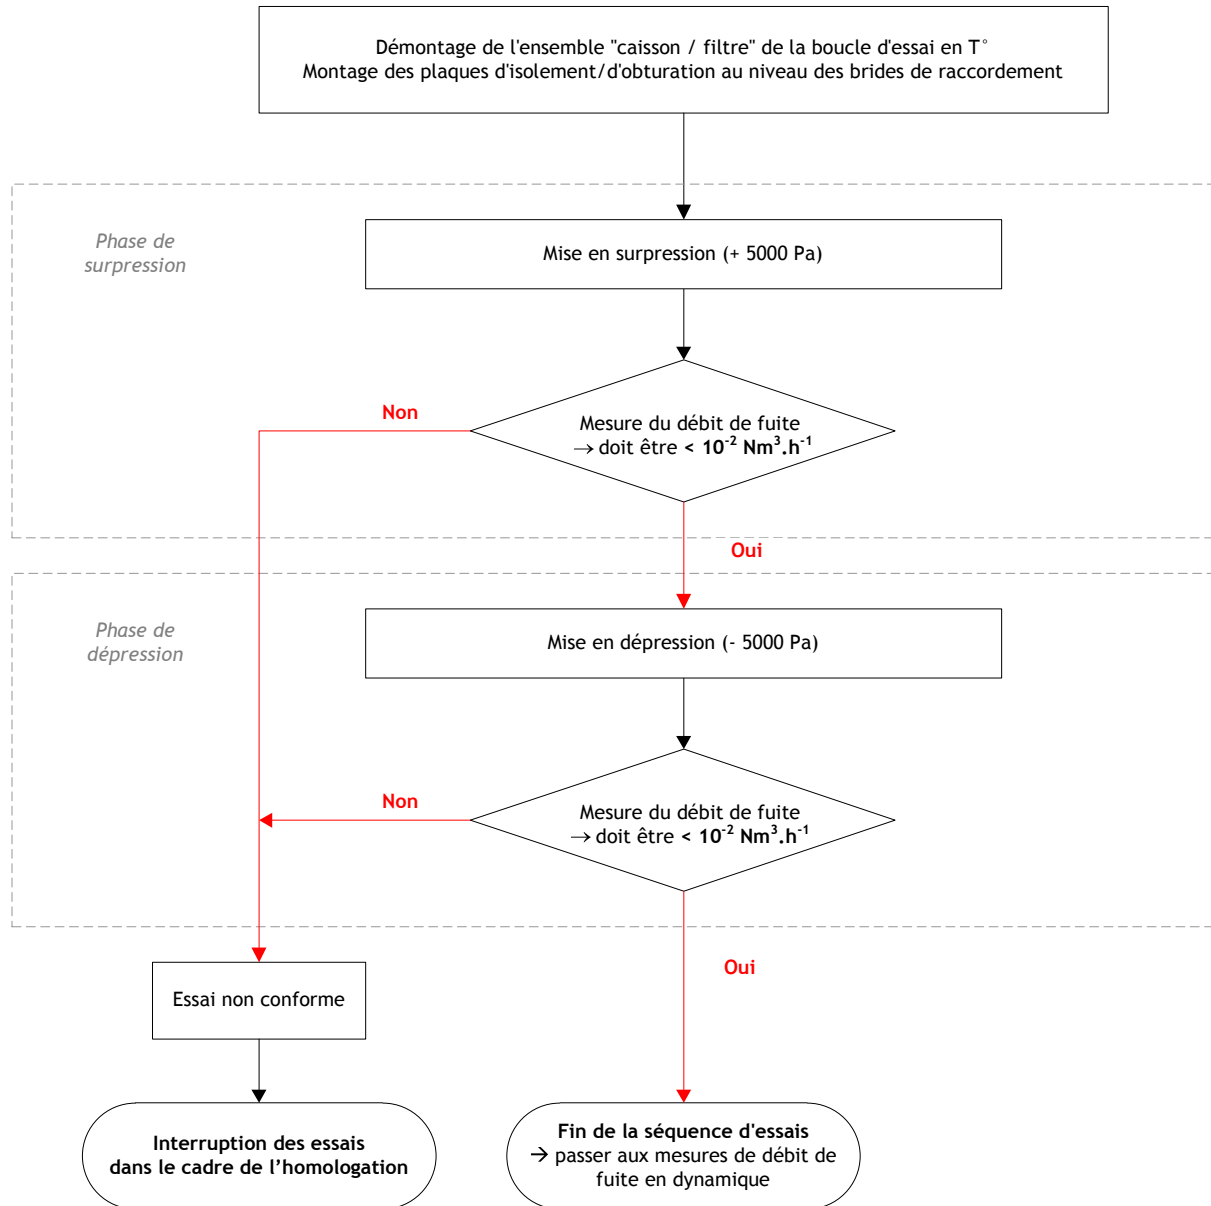 Démontage de l'ensemble "caisson / filtre" de la boucle d'essai en T°
Montage des plaques d'isolement/d'obturation au niveau des brides de raccordement
Phase de
surpression
Mise en surpression (+ 5000 Pa)
Non
Mesure du débit de fuite
→ doit être < 10⁻² Nm³.h⁻¹
Oui
Phase de
dépression
Mise en dépression (- 5000 Pa)
Non
Mesure du débit de fuite
→ doit être < 10⁻² Nm³.h⁻¹
Oui
Essai non conforme
Interruption des essais
dans le cadre de l’homologation
Fin de la séquence d'essais
→ passer aux mesures de débit de
fuite en dynamique